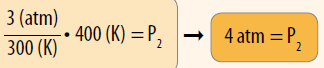 3 (atm)
300 (K) • 400 (K) = P₂ → 4 atm = P₂